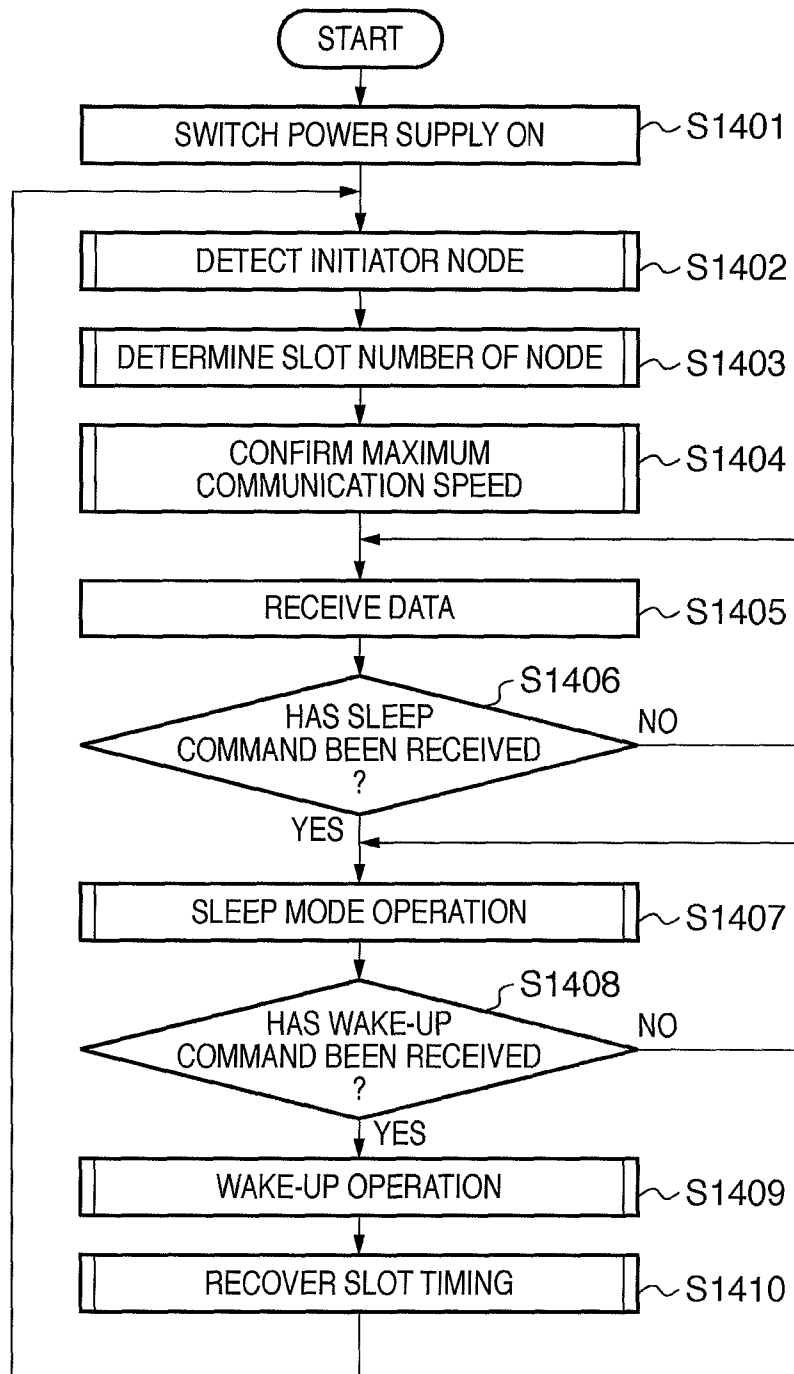 START
SWITCH POWER SUPPLY ON
S1401
DETECT INITIATOR NODE
S1402
DETERMINE SLOT NUMBER OF NODE
S1403
CONFIRM MAXIMUM
COMMUNICATION SPEED
S1404
RECEIVE DATA
S1405
S1406
HAS SLEEP
COMMAND BEEN RECEIVED
?
NO
YES
SLEEP MODE OPERATION
S1407
S1408
HAS WAKE-UP
COMMAND BEEN RECEIVED
?
NO
YES
WAKE-UP OPERATION
S1409
RECOVER SLOT TIMING
S1410